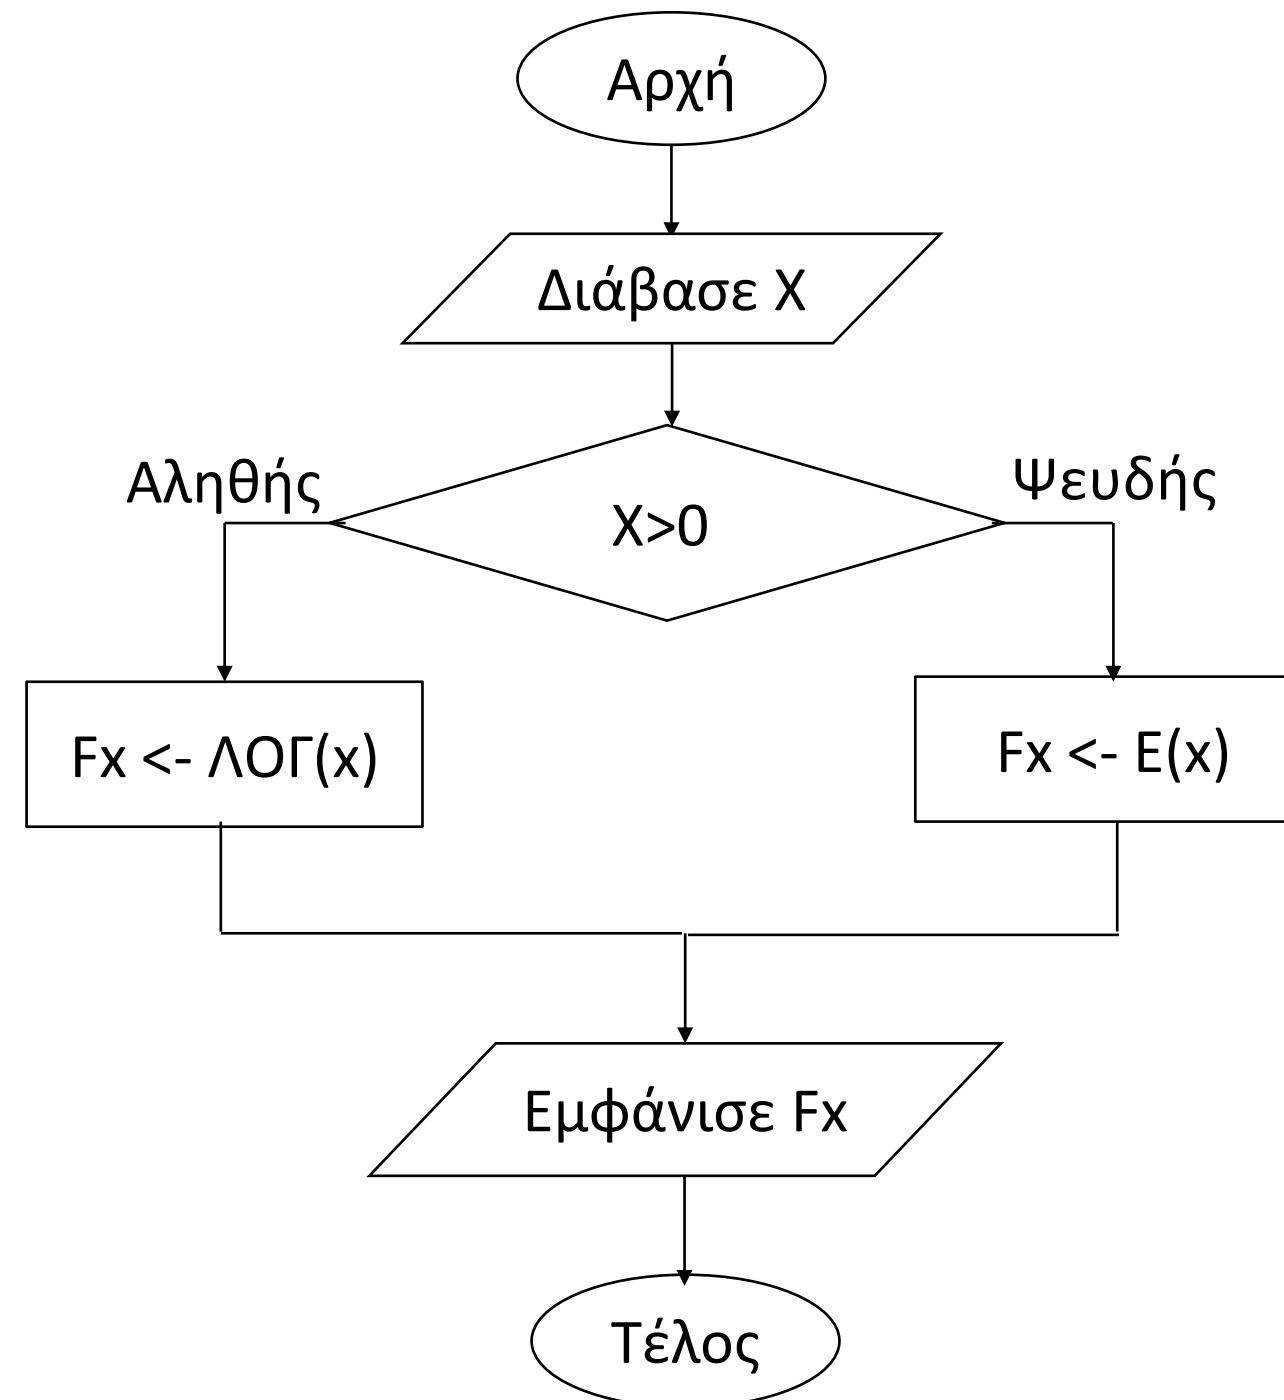 Αρχή
Διάβασε Χ
Αληθής
Ψευδής
Χ>0
Fx <- ΛΟΓ(x)
Fx <- Ε(x)
Εμφάνισε Fx
Τέλος